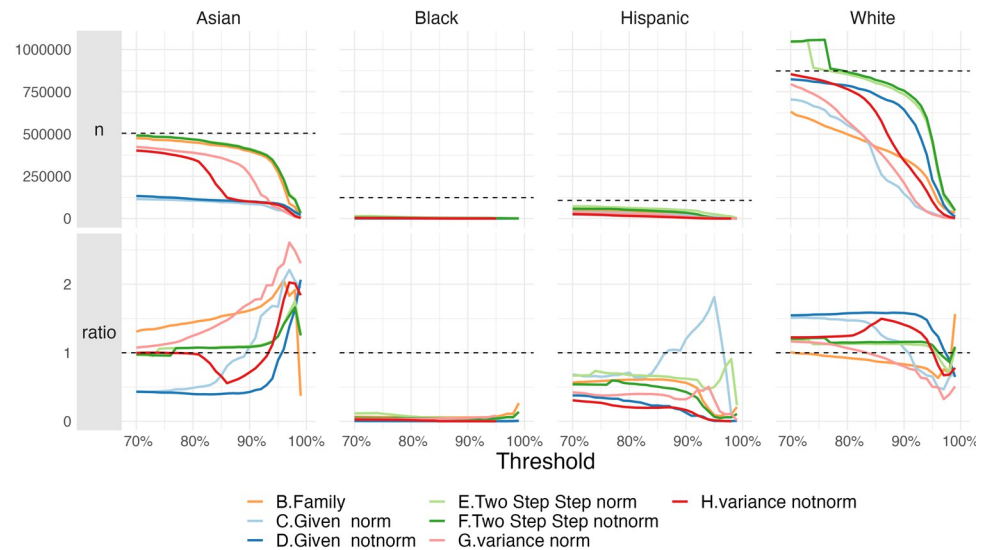 Asian Black Hispanic White
1000000
750000
n
500000
250000
0
2
ratio
1
0
70% 80% 90% 100% 70% 80% 90% 100% 70% 80% 90% 100% 70% 80% 90% 100%
Threshold
B.Family E.Two Step Step norm H.variance notnorm
C.Given norm F.Two Step Step notnorm
D.Given notnorm G.variance norm